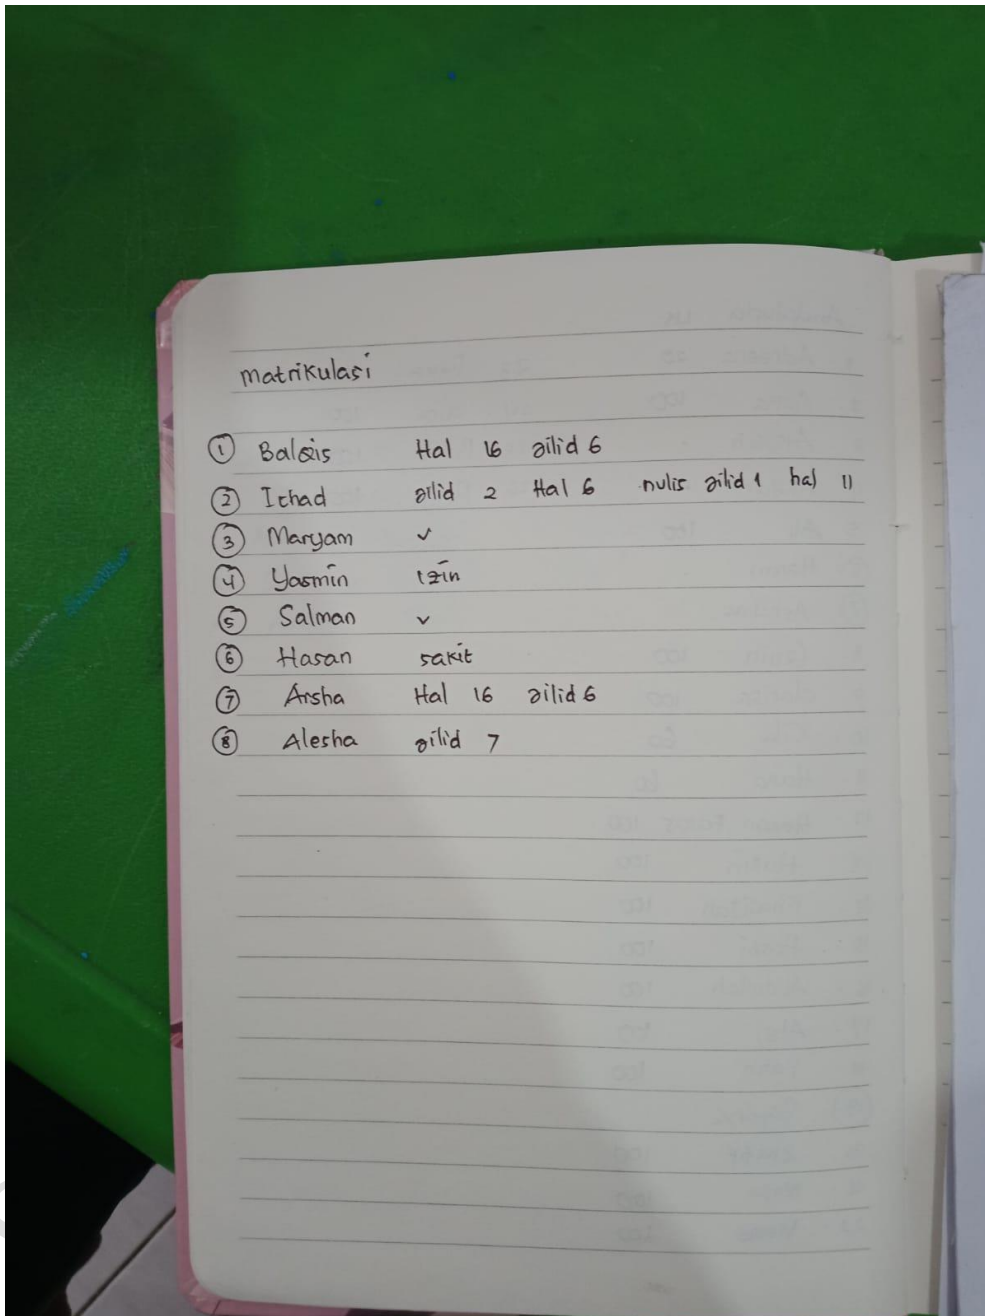 matrikulasi
① Balqis Hal 16 jilid 6
② Ichad jilid 2 Hal 6 nulis jilid 1 hal 11
③ Maryam ✓
④ Yasmin izin
⑤ Salman ✓
⑥ Hasan sakit
⑦ Arsha Hal 16 jilid 6
⑧ Alesha jilid 7